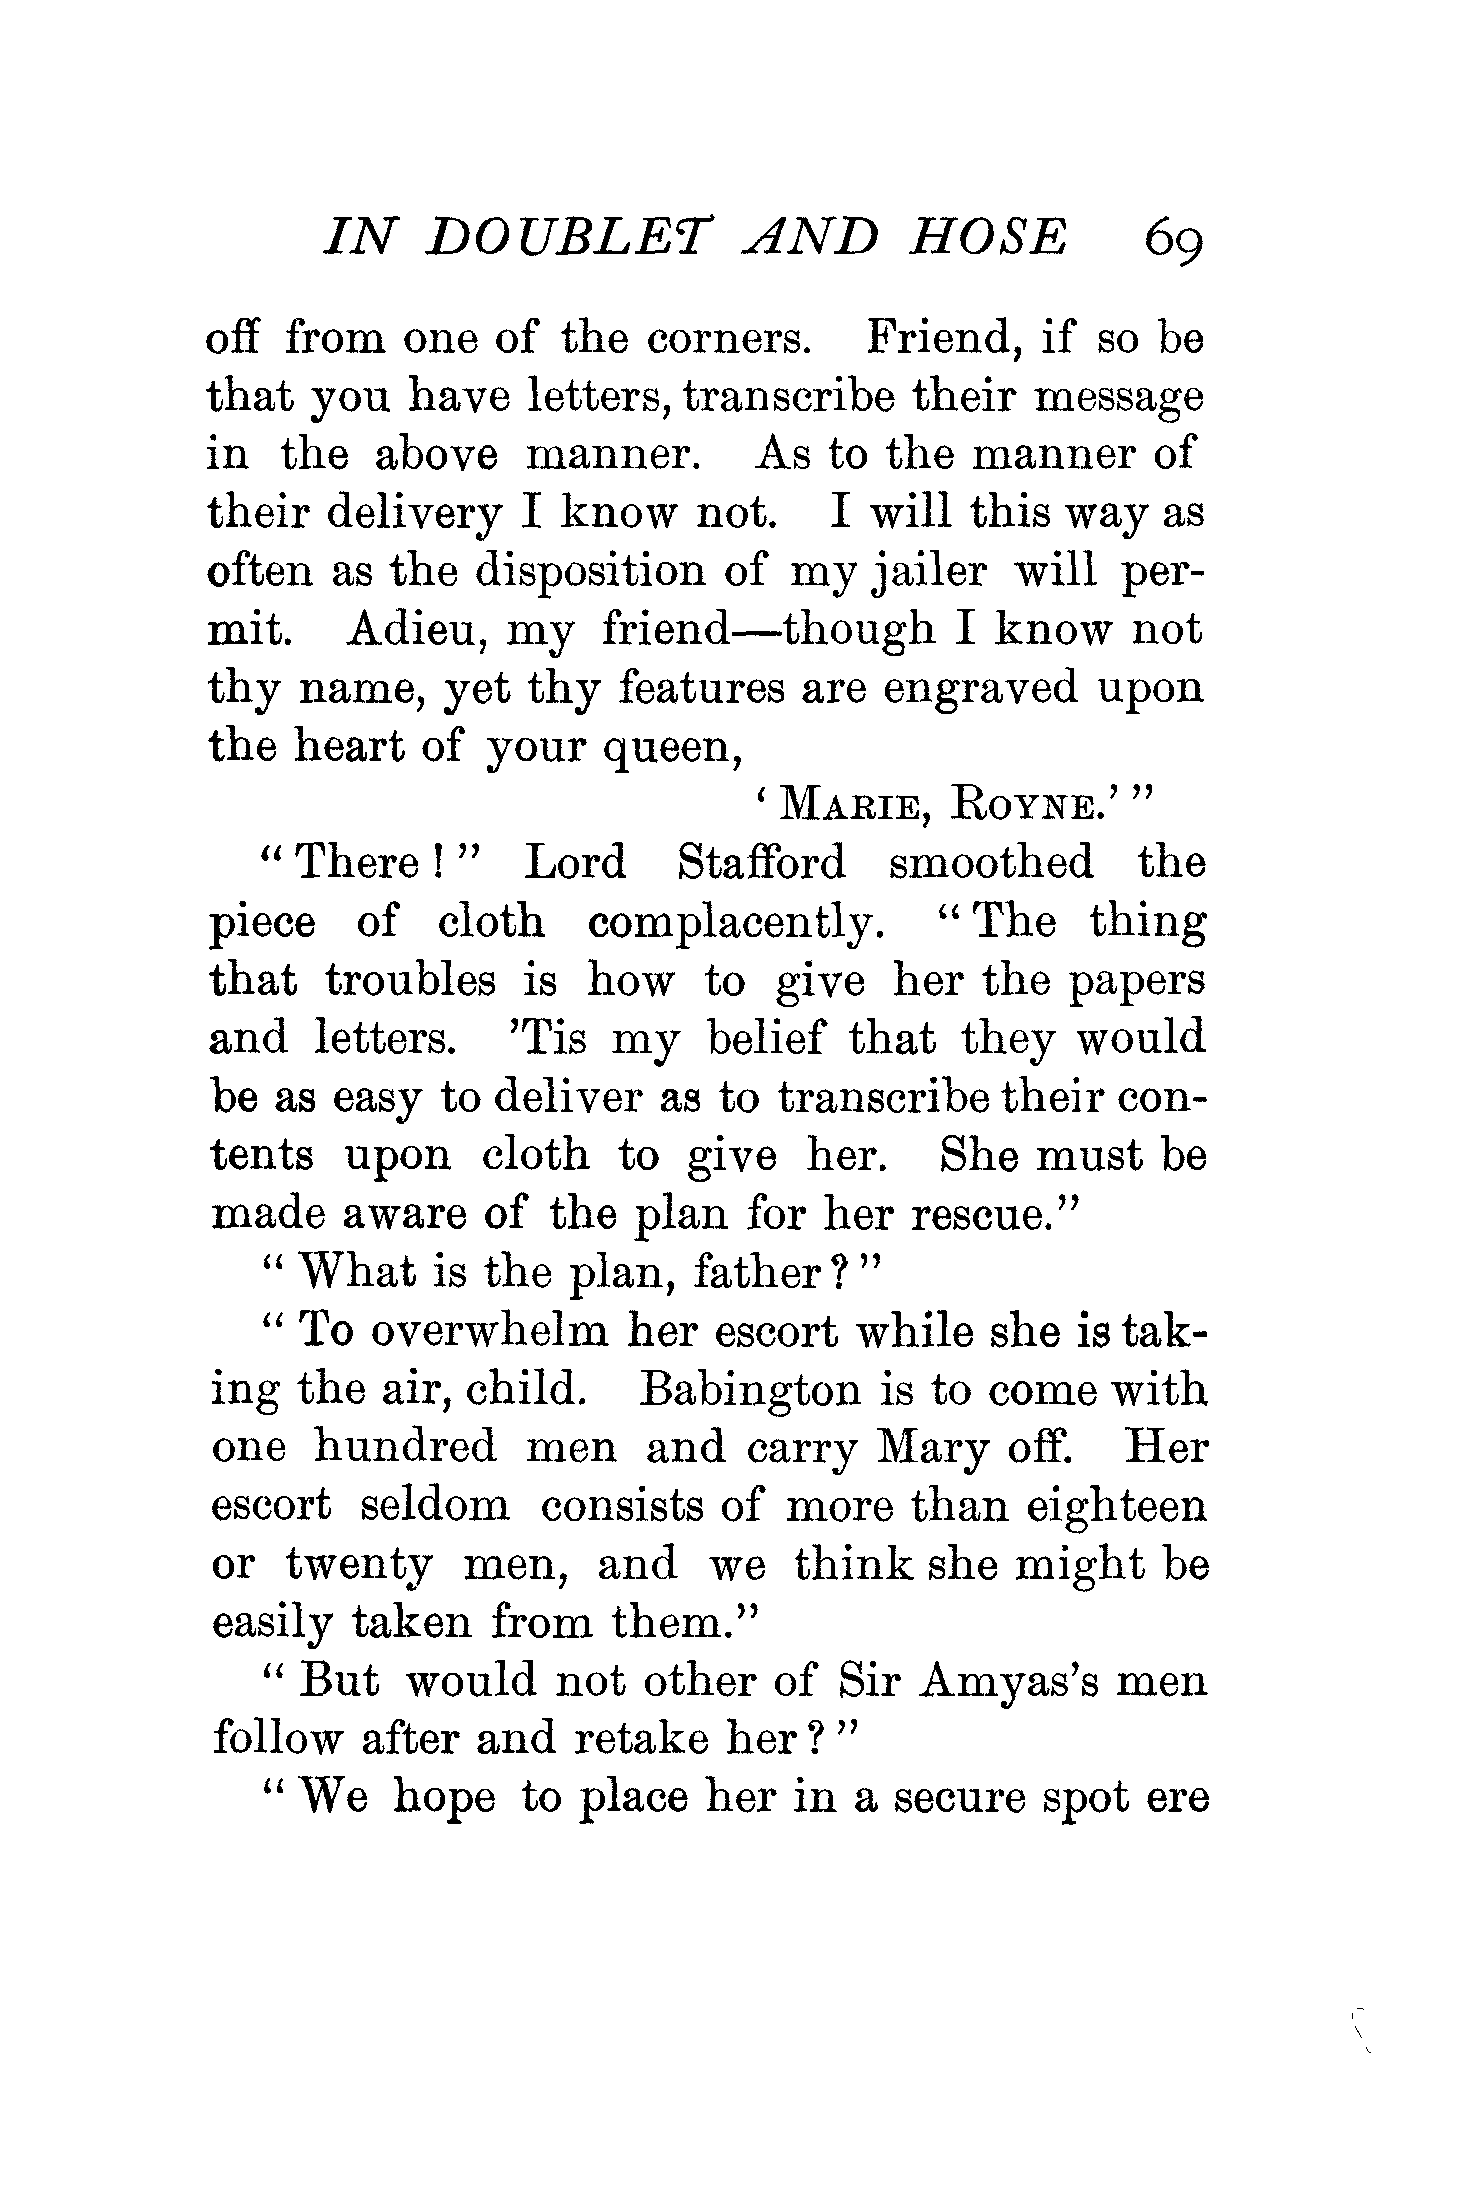 IN DOUBLET AND HOSE 69
off from one of the corners. Friend, if so be
that you have letters, transcribe their message
in the above manner. As to the manner of
their delivery I know not. I will this way as
often as the disposition of my jailer will per-
mit. Adieu, my friend—though I know not
thy name, yet thy features are engraved upon
the heart of your queen,
‘ MARIE, ROYNE.’ ”
“ There ! ” Lord Stafford smoothed the
piece of cloth complacently. “ The thing
that troubles is how to give her the papers
and letters. ’Tis my belief that they would
be as easy to deliver as to transcribe their con-
tents upon cloth to give her. She must be
made aware of the plan for her rescue.”
“ What is the plan, father ? ”
“ To overwhelm her escort while she is tak-
ing the air, child. Babington is to come with
one hundred men and carry Mary off. Her
escort seldom consists of more than eighteen
or twenty men, and we think she might be
easily taken from them.”
“ But would not other of Sir Amyas’s men
follow after and retake her ? ”
“ We hope to place her in a secure spot ere